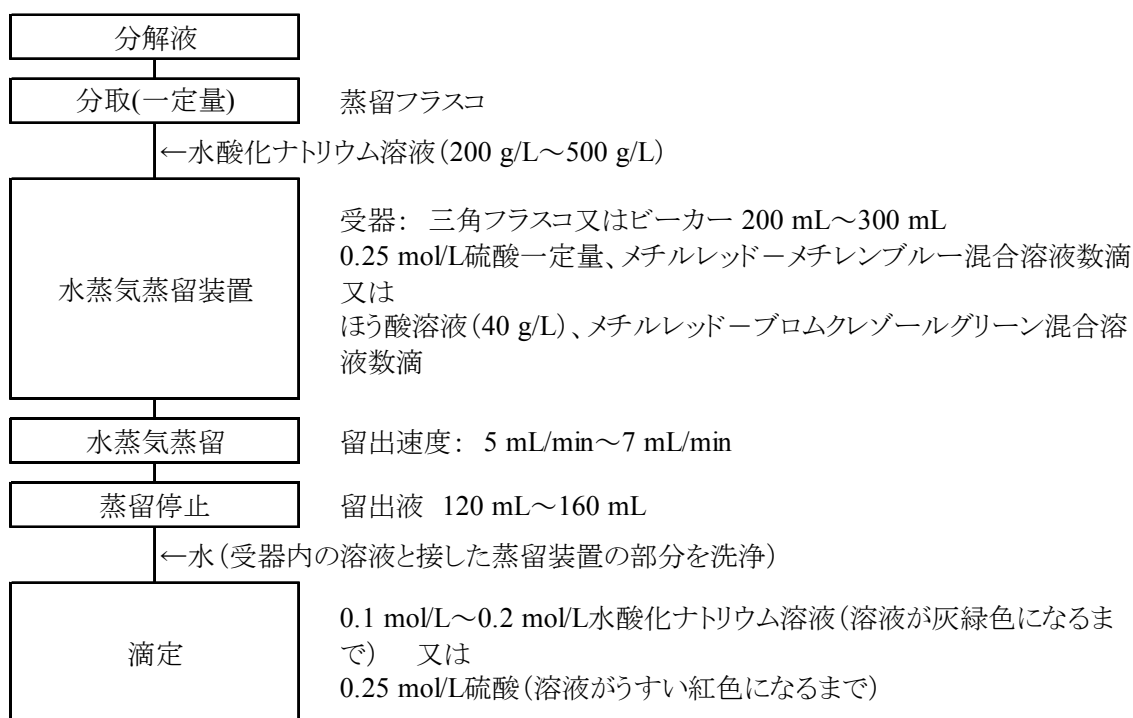 分解液
分取(一定量) 蒸留フラスコ
←水酸化ナトリウム溶液(200 g/L～500 g/L)
水蒸気蒸留装置
受器: 三角フラスコ又はビーカー 200 mL～300 mL
0.25 mol/L硫酸一定量、メチルレッド－メチレンブルー混合溶液数滴
又は
ほう酸溶液(40 g/L)、メチルレッド－ブロムクレゾールグリーン混合溶
液数滴
水蒸気蒸留 留出速度: 5 mL/min～7 mL/min
蒸留停止 留出液 120 mL～160 mL
←水(受器内の溶液と接した蒸留装置の部分を洗浄)
滴定
0.1 mol/L～0.2 mol/L水酸化ナトリウム溶液(溶液が灰緑色になるま
で) 又は
0.25 mol/L硫酸(溶液がうすい紅色になるまで)